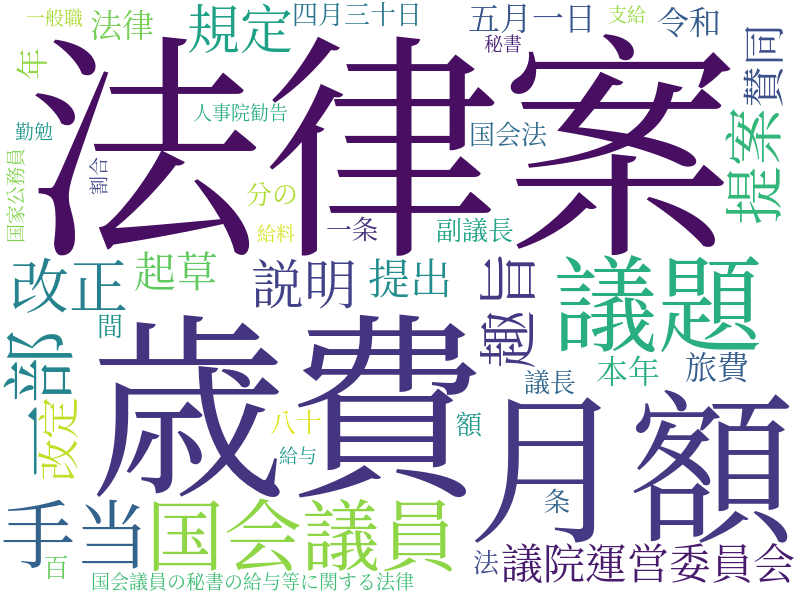 一般職
法律
規定
四月三十日
五月一日
支給
令和
秘書
年
法律案
人事院勧告
国会法
賛同
勤勉
国家公務員
割合
分の
給料
一条
副議長
提案
改正
起草
説明
提出
趣旨
議題
間
一部
歳費
議長
本年
旅費
改定
八十
額
給与
月額
手当
百
国会議員
条
法
議院運営委員会
国会議員の秘書の給与等に関する法律